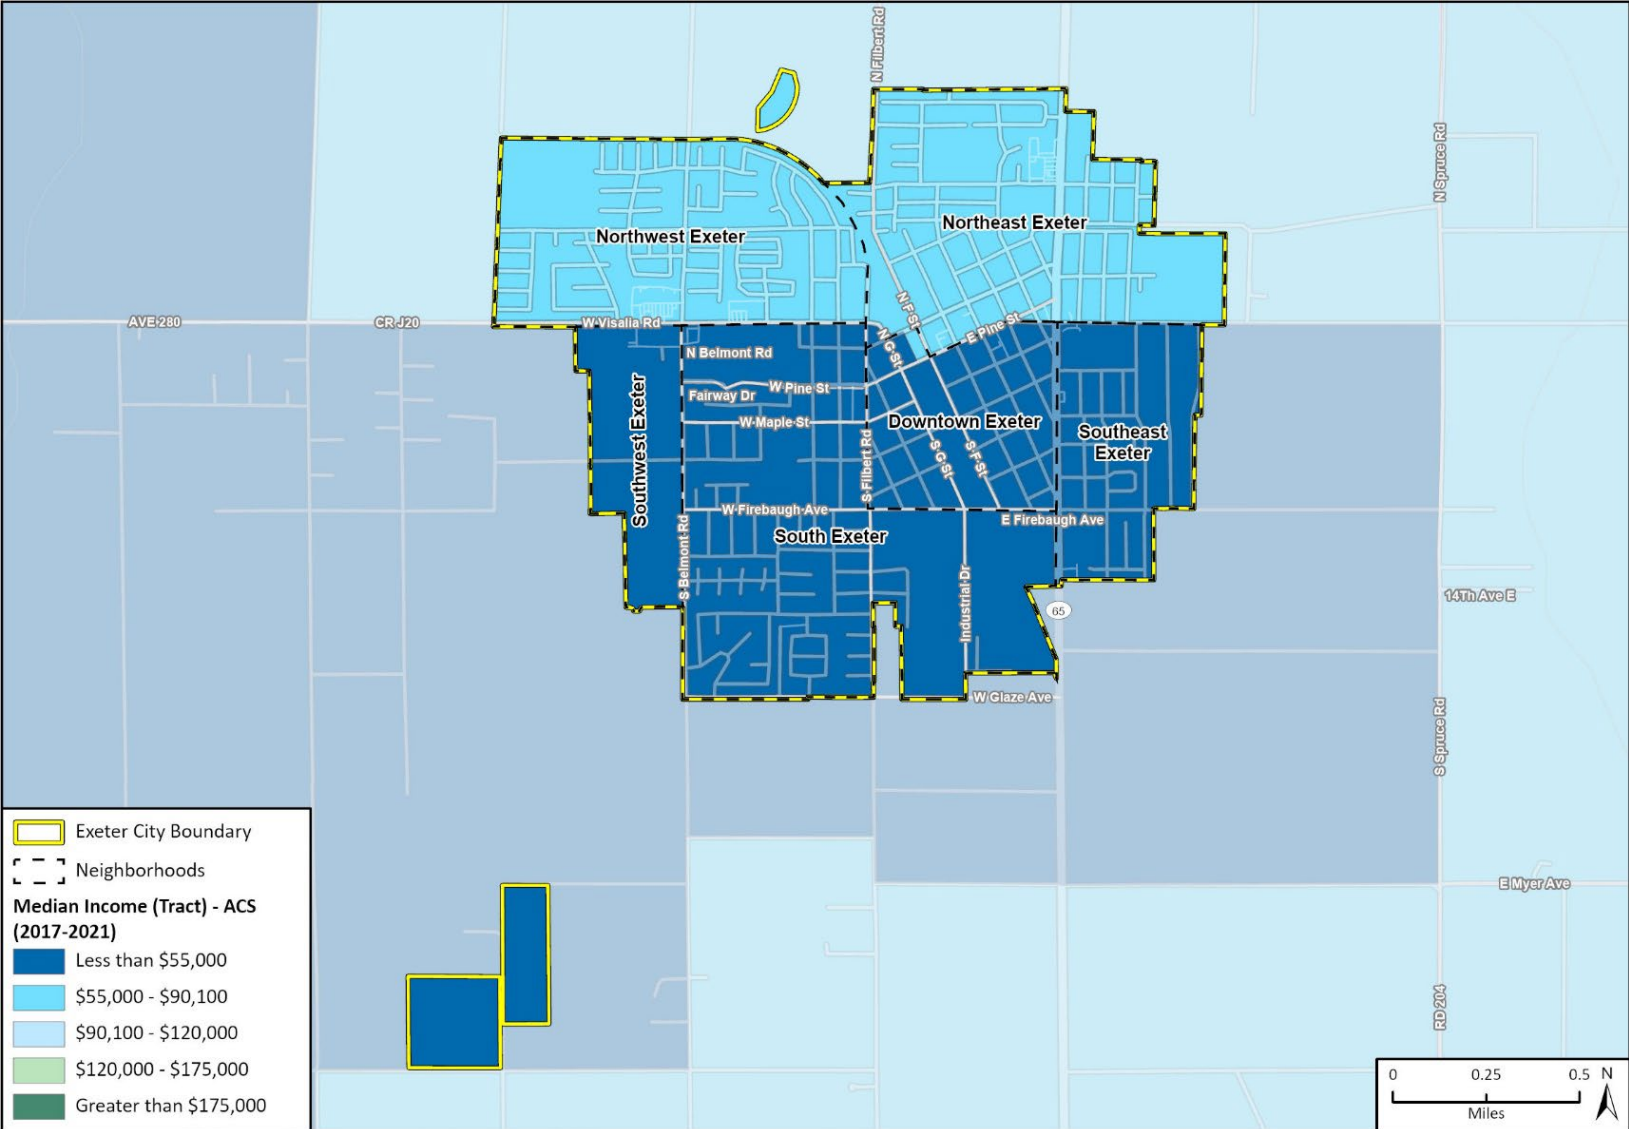 N Filbert Rd
N Spruce Rd
Northwest Exeter
Northeast Exeter
AVE 280
CR J20
W Visalia Rd
N F St
E Pine St
N G St
N Belmont Rd
W Pine St
Fairway Dr
W Maple St
Downtown Exeter
Southeast
Exeter
Southwest Exeter
S Filbert Rd
S G St
S F St
W Firebaugh Ave
E Firebaugh Ave
South Exeter
S Belmont Rd
Industrial Dr
65
14Th Ave E
W Glaze Ave
S Spruce Rd
E Myer Ave
RD 204
Exeter City Boundary
Neighborhoods
Median Income (Tract) - ACS
(2017-2021)
Less than $55,000
$55,000 - $90,100
$90,100 - $120,000
$120,000 - $175,000
Greater than $175,000
0 0.25 0.5 N
Miles